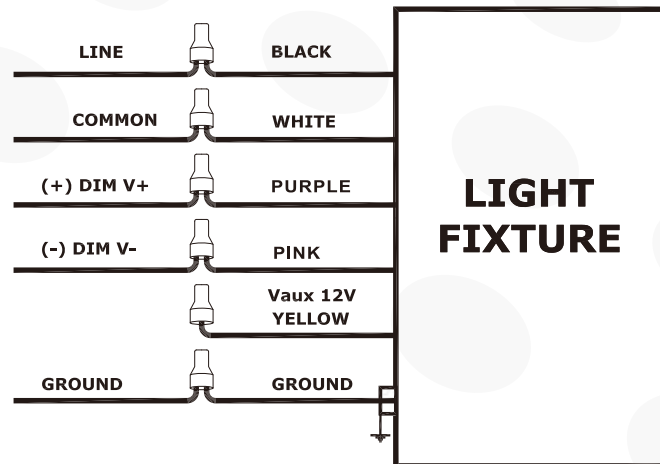 LINE BLACK
COMMON WHITE
(+) DIM V+ PURPLE
(-) DIM V- PINK
Vaux 12V
YELLOW
GROUND GROUND
LIGHT
FIXTURE